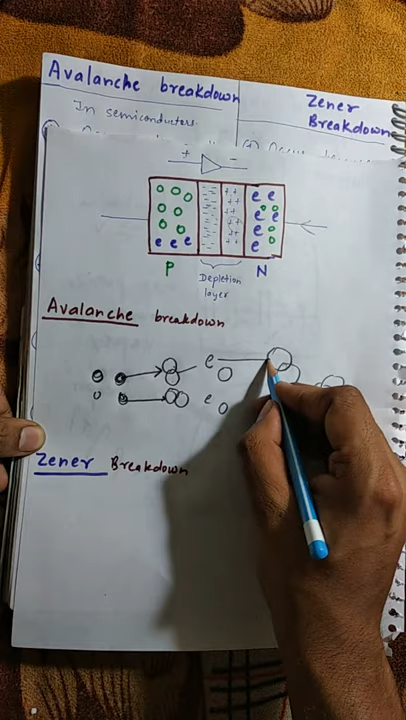 Avalanche breakdown
Zener
Breakdown
In semiconductors
+ -
e e
e e
e
e e e e
P
Depletion
layer
N
Avalanche breakdown
e
e
Zener Breakdown